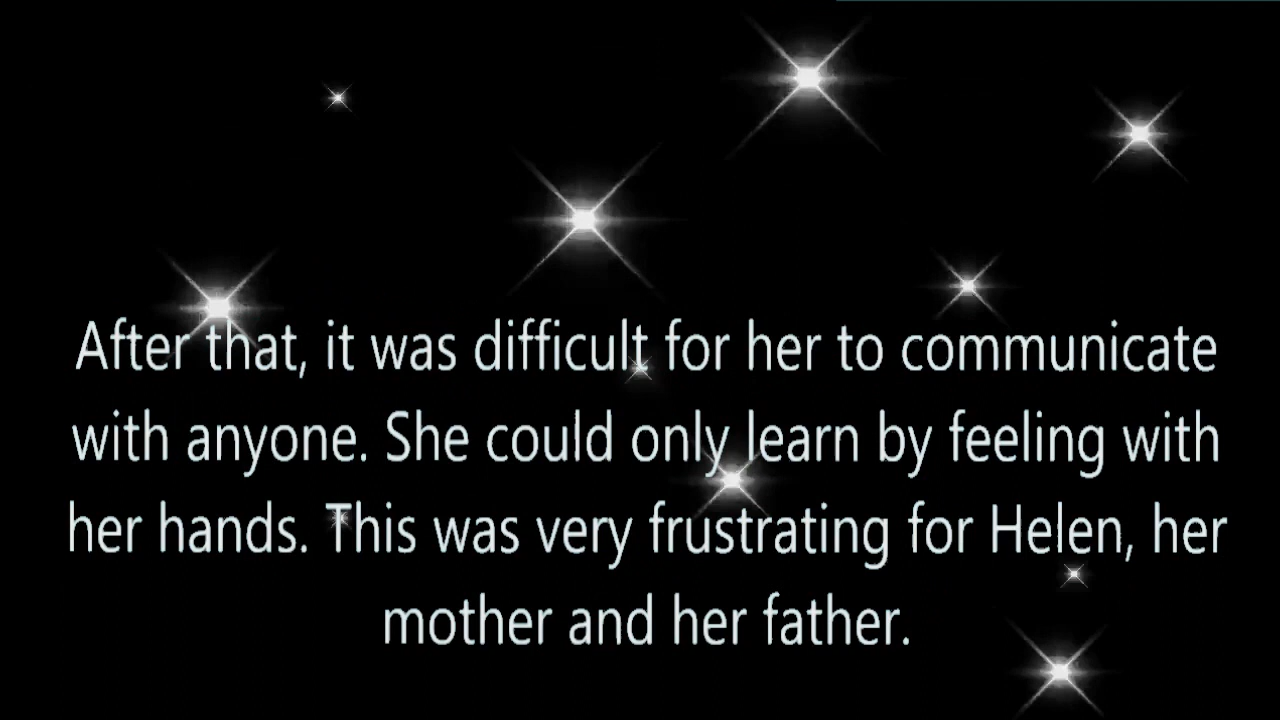 After that, it was difficult for her to communicate
with anyone. She could only learn by feeling with
her hands. This was very frustrating for Helen, her
mother and her father.